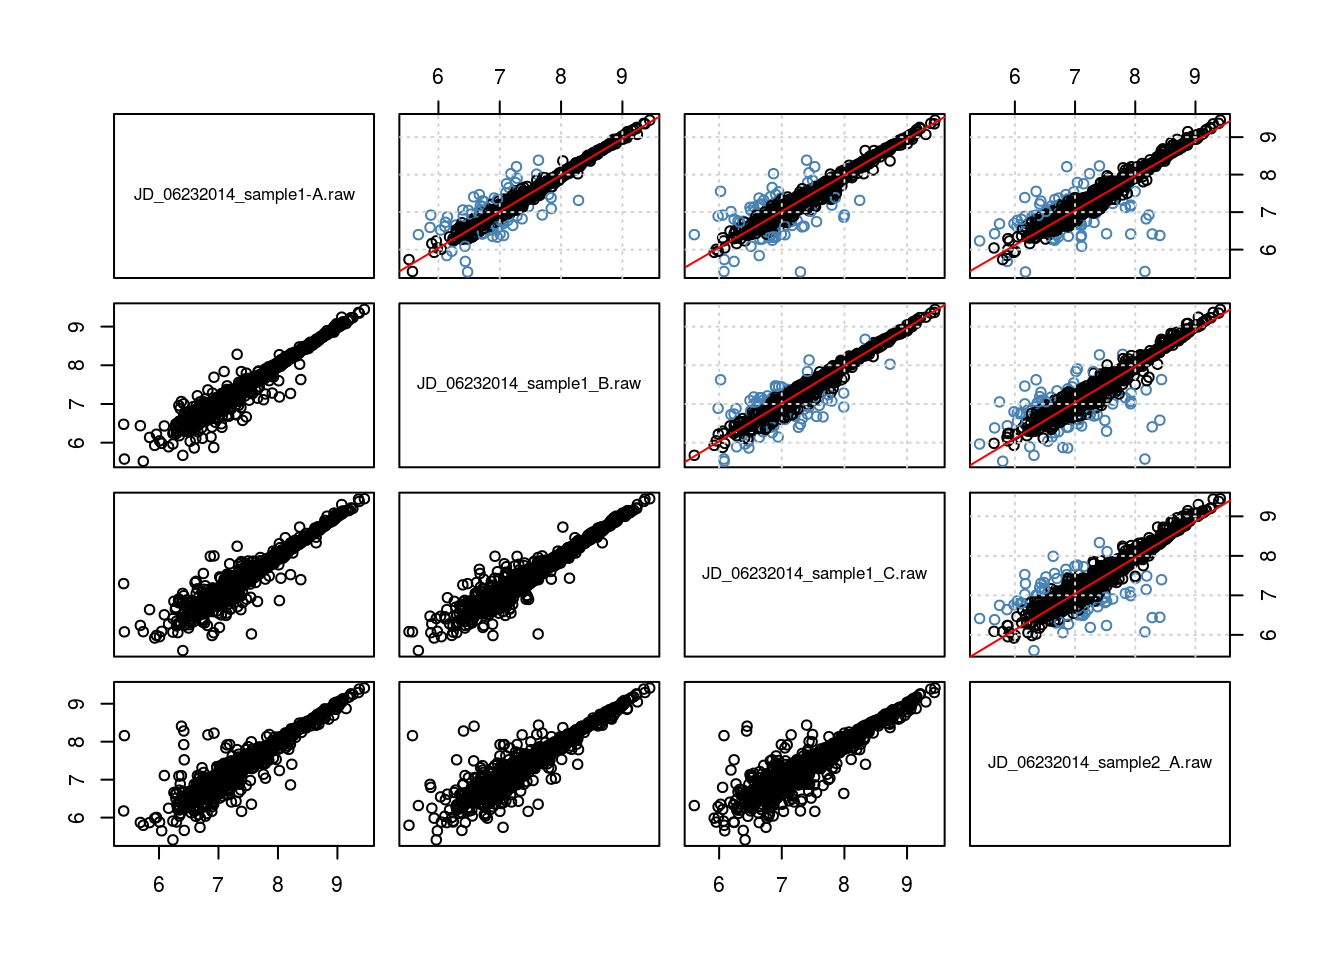 6 7 8 9 6 7 8 9
JD_06232014_sample1-A.raw
6 7 8 9
6 7 8 9
JD_06232014_sample1_B.raw
JD_06232014_sample1_C.raw
6 7 8 9
6 7 8 9
JD_06232014_sample2_A.raw
6 7 8 9 6 7 8 9